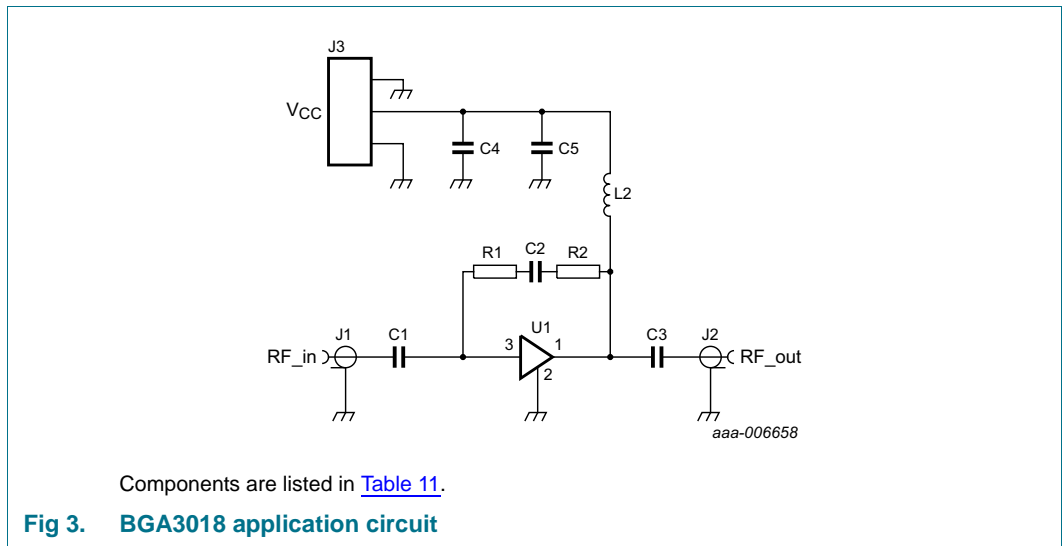 J3
VCC
C4
C5
L2
R1
C2
R2
J1
C1
U1
C3
J2
RF_in
3
1
RF_out
2
aaa-006658
Components are listed in Table 11.
Fig 3. BGA3018 application circuit